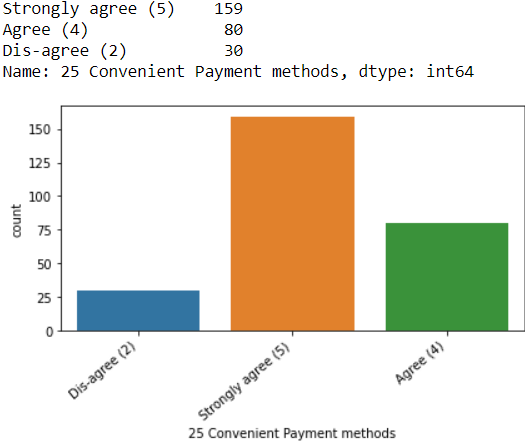 Strongly agree (5)    159
Agree (4)              80
Dis-agree (2)          30
Name: 25 Convenient Payment methods, dtype: int64
150
125
100
75
50
25
0
count
Dis-agree (2)
Strongly agree (5)
Agree (4)
25 Convenient Payment methods